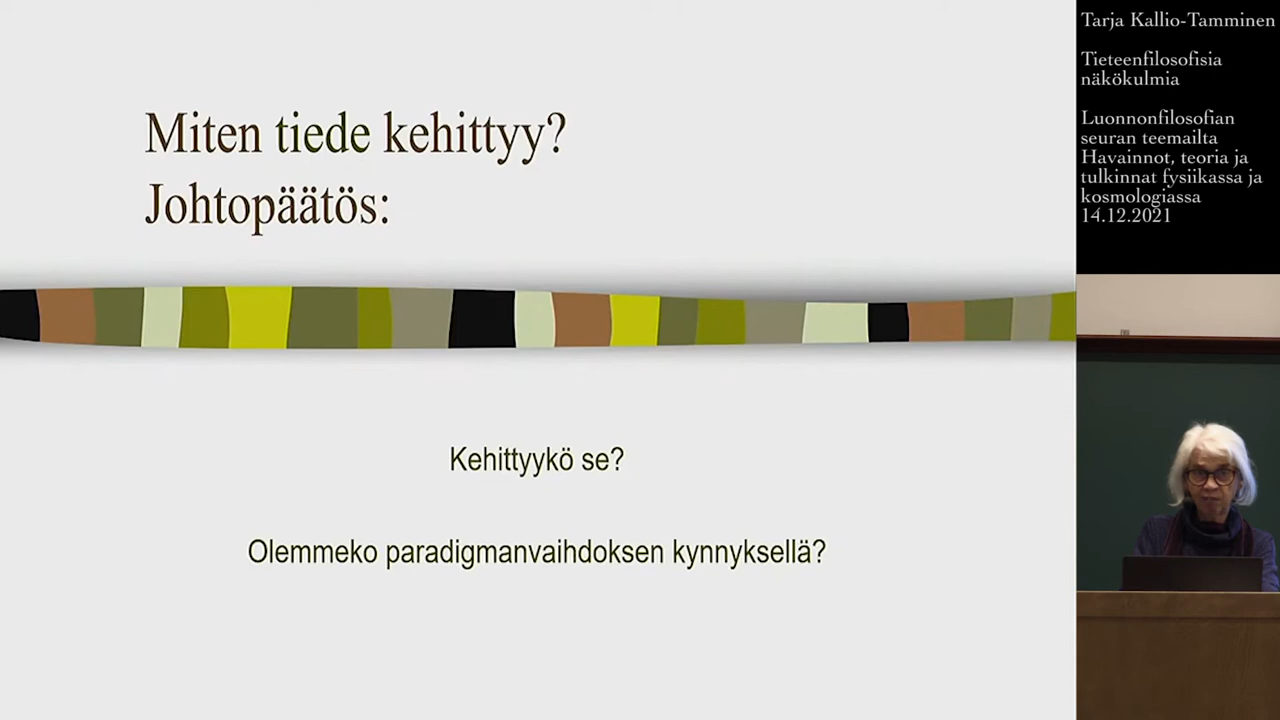 Miten tiede kehittyy?
Johtopäätös:
Kehittyykö se?
Olemmeko paradigmanvaihdoksen kynnyksellä?
Tarja Kallio-Tamminen
Tieteenfilosofisia
näkökulmia
Luonnonfilosofian
seuran teemailta
Havainnot, teoria ja
tulkinnat fysiikassa ja
kosmologiassa
14.12.2021